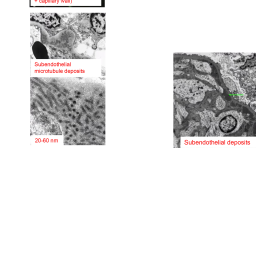 + capillary wall)
Subendothelial
microtubule deposits
20-60 nm
Subendothelial deposits